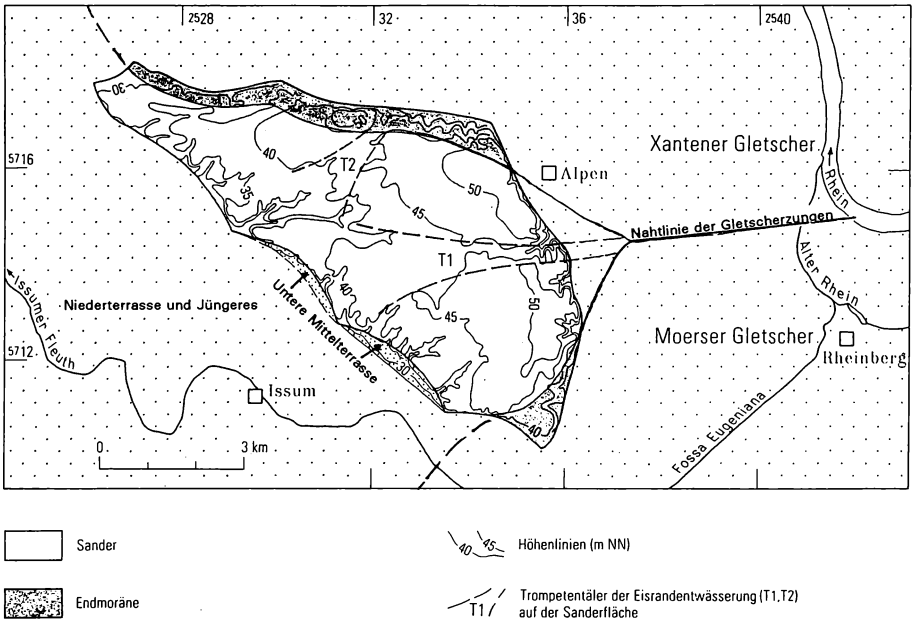 2528
32
36
2540
5716
5712
30
40
35
T2
50
45
Alpen
Xantener Gletscher
Rhein
Nahtlinie der Gletscherzungen
T1
40
45
50
Alter Rhein
Niederterrasse und Jüngeres
Untere Mittelterrasse
Issumer Fleuth
Moerser Gletscher
Rheinberg
30
40
Issum
Fossa Eugeniana
0 3 km
Sander
40 45 Höhenlinien (m NN)
Endmoräne
T1 Trompetentäler der Eisrandentwässerung (T1,T2)
auf der Sanderfläche